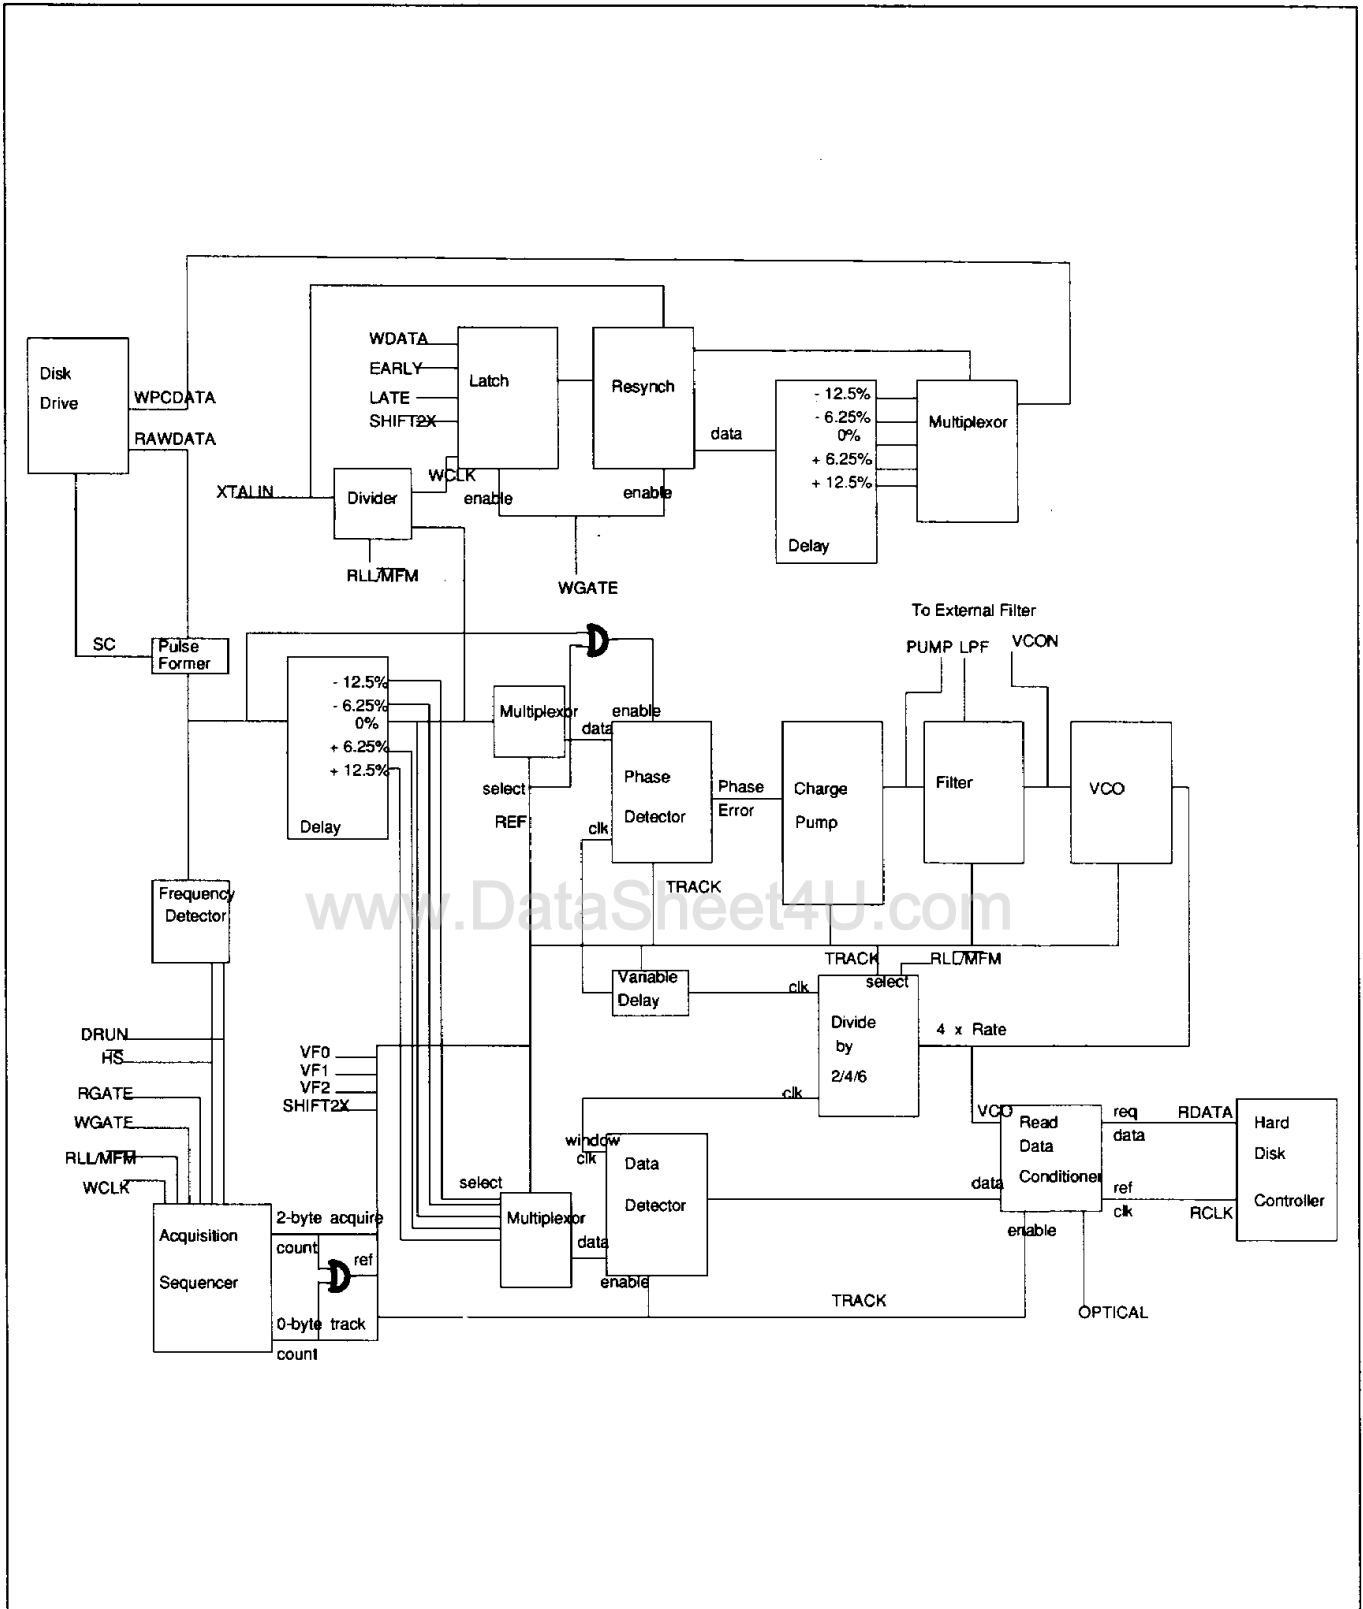 Disk
Drive
WPCDATA
RAWDATA
WDATA
EARLY
LATE
SHIFT2X
Latch
Resynch
data
- 12.5%
- 6.25%
0%
+ 6.25%
+ 12.5%
Delay
Multiplexor
XTALIN
Divider
WCLK
enable
enable
RLL/MFM
WGATE
SC
Pulse
Former
To External Filter
PUMP LPF
VCON
- 12.5%
- 6.25%
0%
+ 6.25%
+ 12.5%
Delay
Multiplexor
enable
data
select
REF
clk
Phase
Detector
Phase
Error
Charge
Pump
Filter
VCO
TRACK
Frequency
Detector
www.DataSheet4U.com
TRACK
RLL/MFM
Variable
Delay
clk
select
Divide
by
2/4/6
4 x Rate
clk
DRUN
HS
RGATE
WGATE
RLL/MFM
WCLK
VF0
VF1
VF2
SHIFT2X
window
clk
Data
Detector
VCO
Read
Data
Conditioner
req
data
RDATA
Hard
Disk
Controller
data
ref
clk
RCLK
enable
select
Multiplexor
data
enable
Acquisition
Sequencer
2-byte acquire
count
ref
0-byte track
count
TRACK
OPTICAL